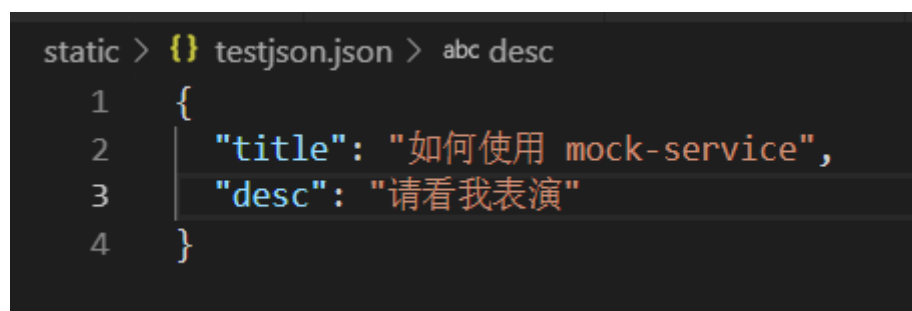 static > {} testjson.json > abc desc
1 {
2 "title": "如何使用 mock-service",
3 "desc": "请看我表演"
4 }